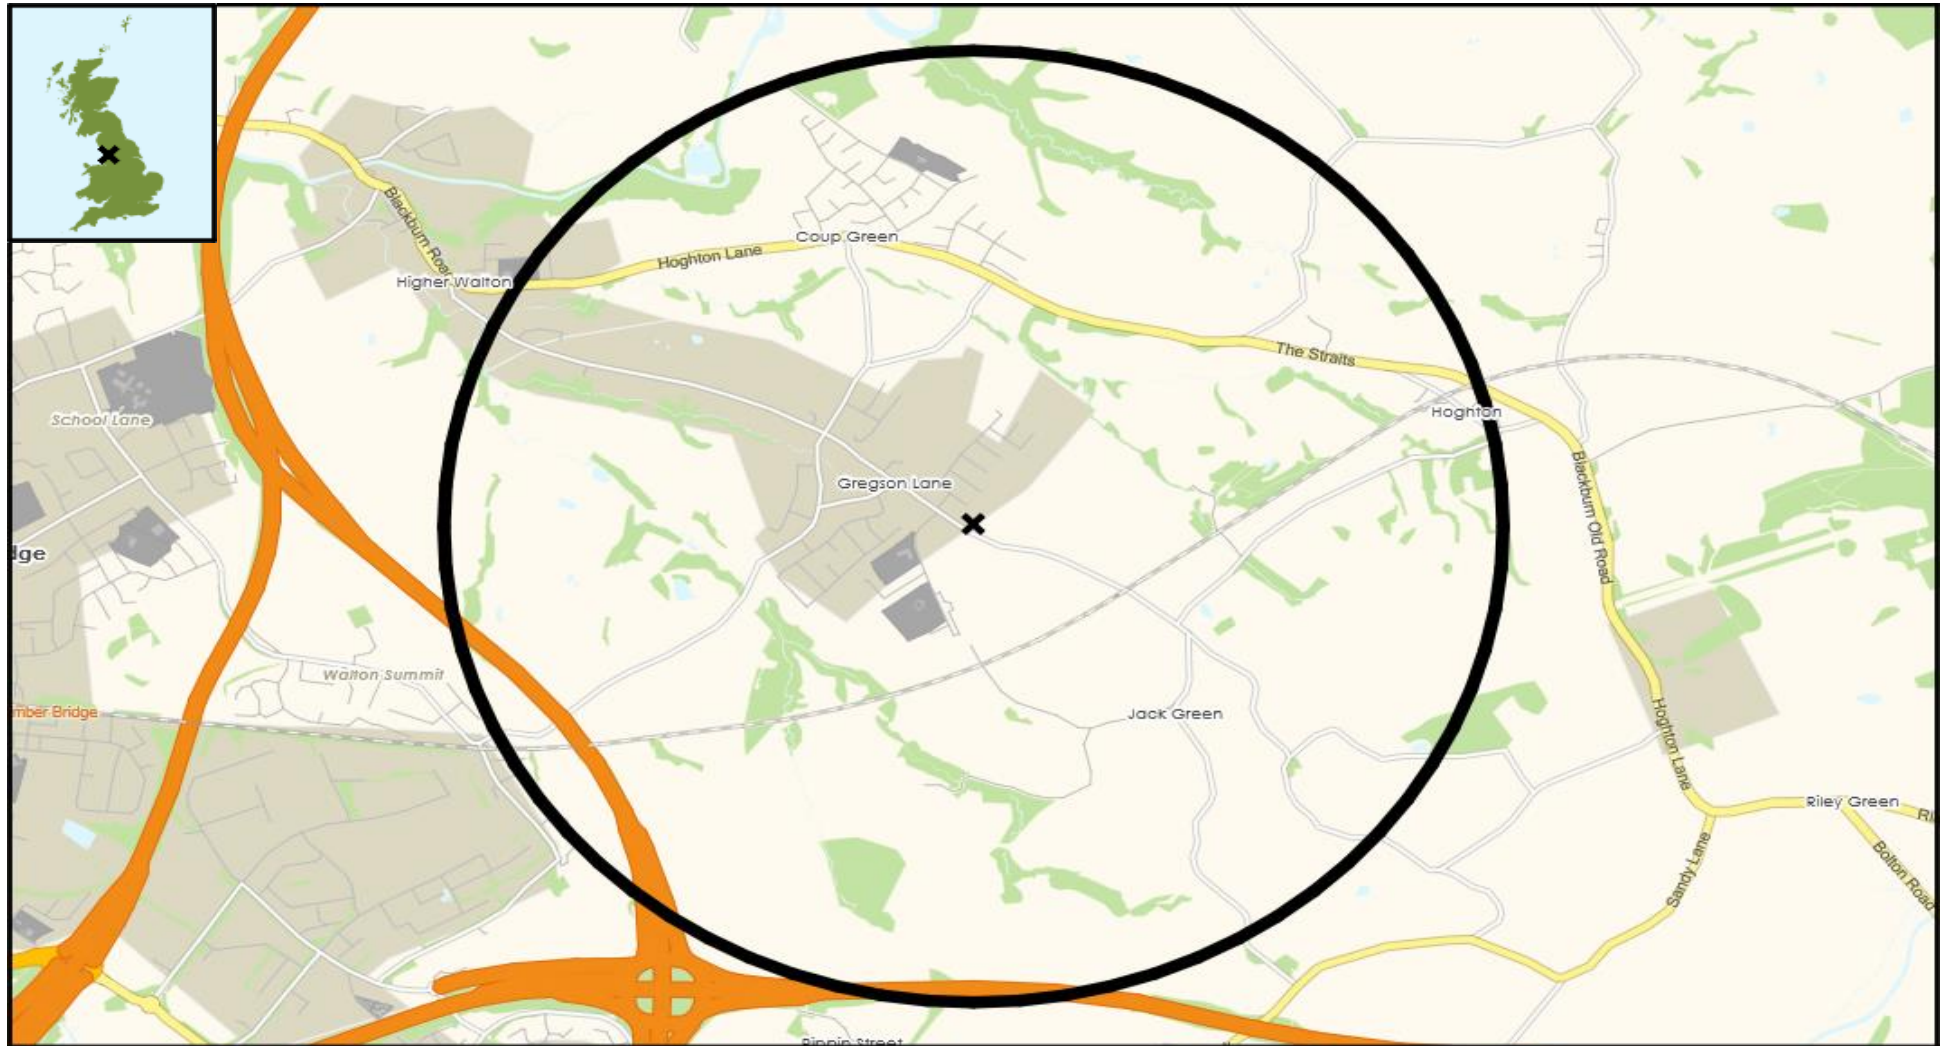 Coup Green
Hoghton Lane
Blackburn Road
Higher Walton
The Straits
Hoghton
School Lane
Gregson Lane
Blackburn Old Road
dge
Walton Summit
mber Bridge
Jack Green
Hoghton Lane
Riley Green
Ril
Sandy Lane
Bolton Road
Pippin Street